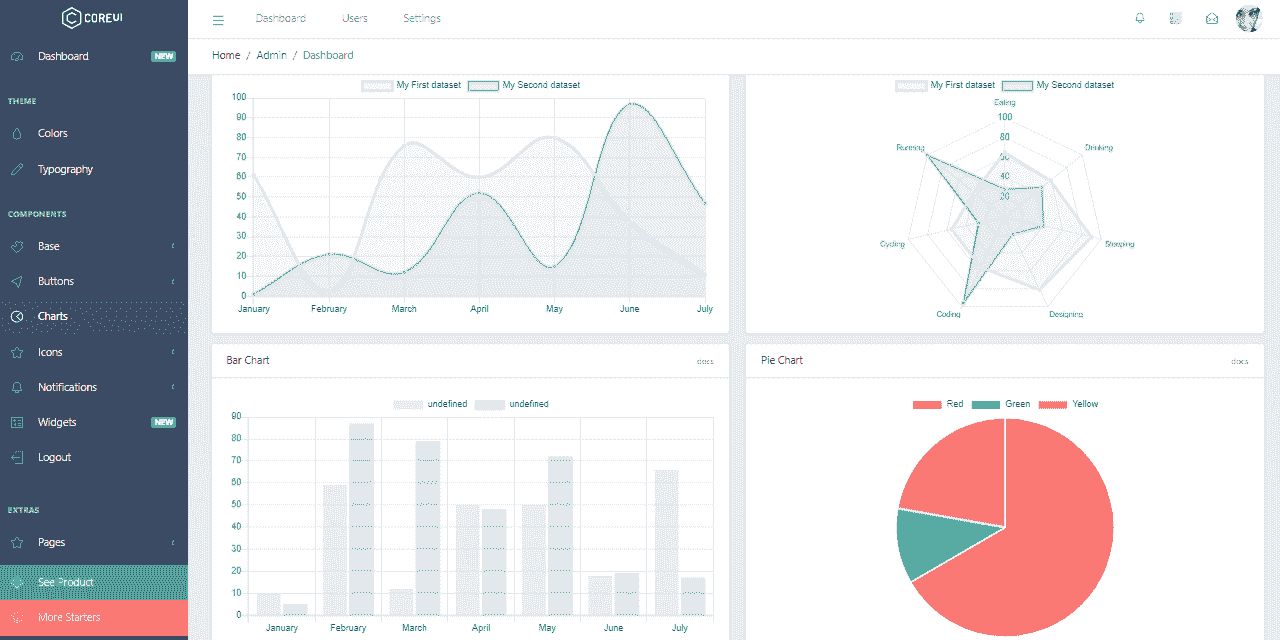 COREUI
Dashboard NEW
THEME
Colors
Typography
COMPONENTS
Base
Buttons
Charts
Icons
Notifications
Widgets NEW
Logout
EXTRAS
Pages
See Product
More Starters
Dashboard Users Settings
Home / Admin / Dashboard
My First dataset My Second dataset
100
90
80
70
60
50
40
30
20
10
0
January February March April May June July
My First dataset My Second dataset
Eating
100
80
60
40
20
Running Drinking
Cycling Sleeping
Coding Designing
Bar Chart docs
undefined undefined
90
80
70
60
50
40
30
20
10
0
January February March April May June July
Pie Chart docs
Red Green Yellow